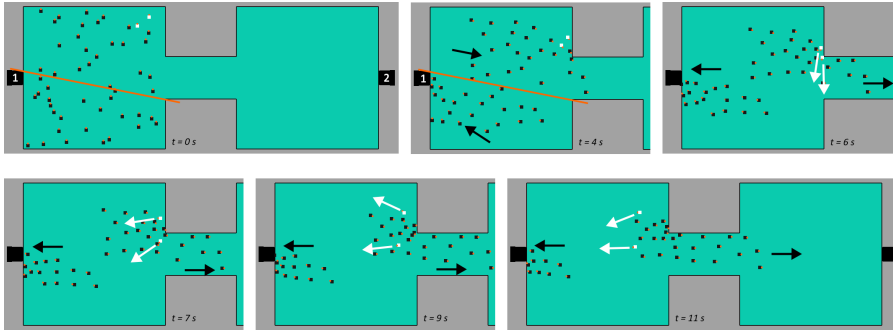 1
2
t = 0 s
1
t = 4 s
t = 6 s
t = 7 s
t = 9 s
t = 11 s